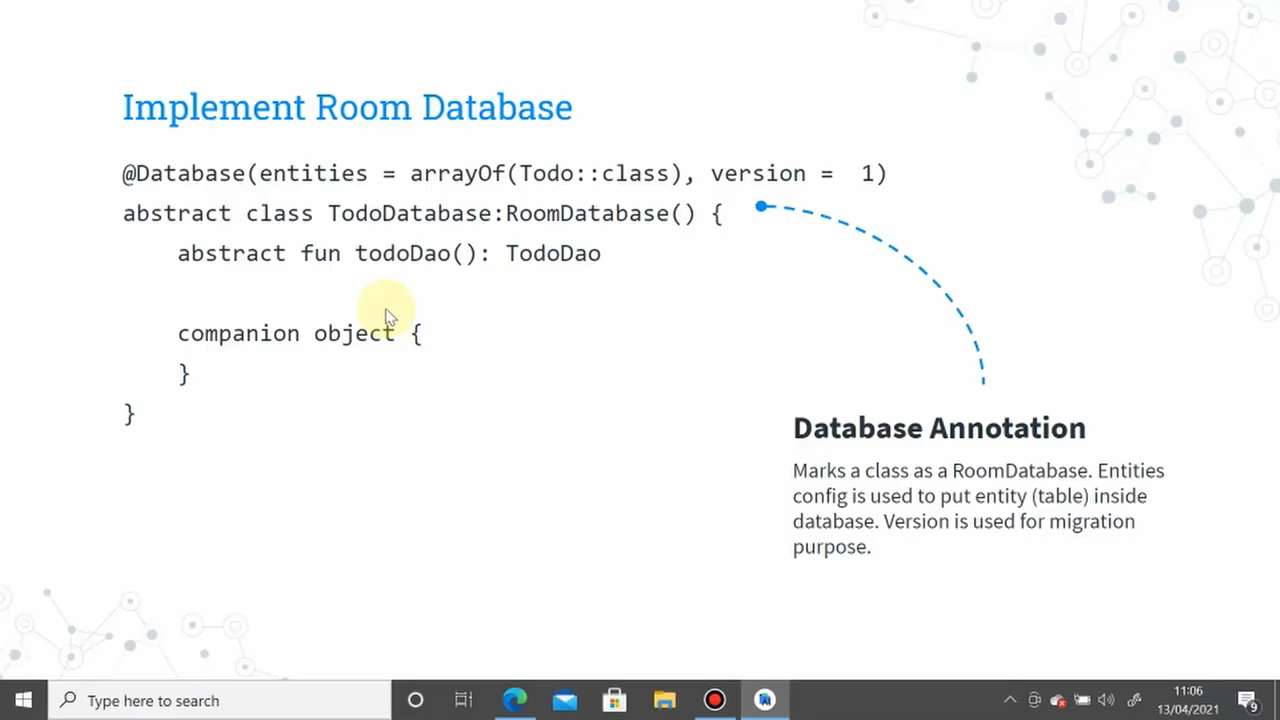 Implement Room Database
@Database(entities = arrayOf(Todo::class), version =  1)
abstract class TodoDatabase:RoomDatabase() {
    abstract fun todoDao(): TodoDao
    companion object {
    }
}
Database Annotation
Marks a class as a RoomDatabase. Entities
config is used to put entity (table) inside
database. Version is used for migration
purpose.
Type here to search
11:06
13/04/2021
9